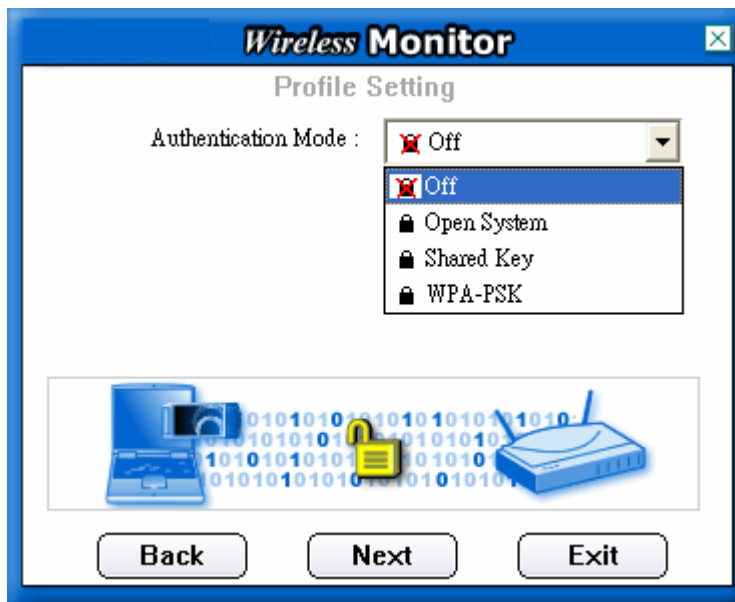 Wireless Monitor
Profile Setting
Authentication Mode : Off
Off
Open System
Shared Key
WPA-PSK
Back Next Exit